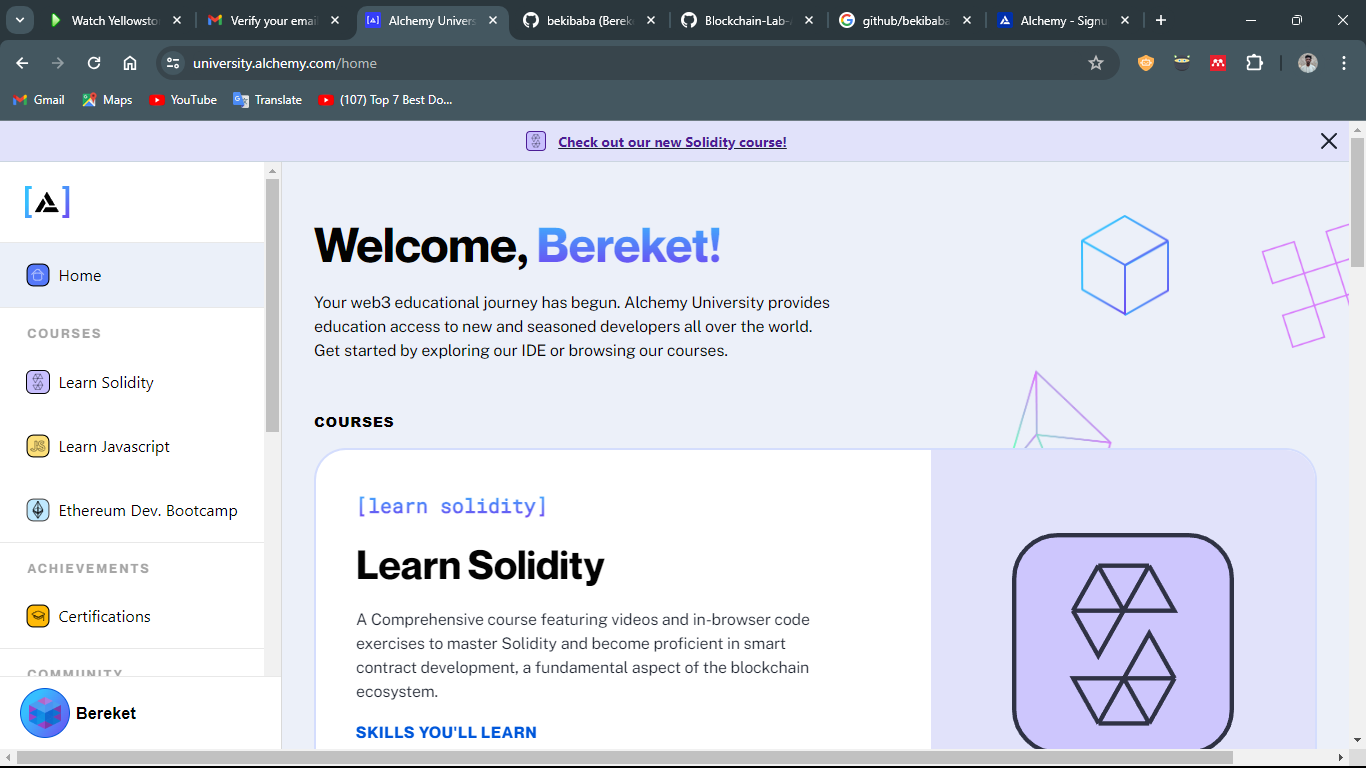 Watch Yellowsto
Verify your emai
Alchemy Univers
bekibaba (Berek
Blockchain-Lab-
github/bekibaba
Alchemy - Signu
university.alchemy.com/home
Gmail
Maps
YouTube
Translate
(107) Top 7 Best Do...
Check out our new Solidity course!
Home
COURSES
Learn Solidity
JS
Learn Javascript
Ethereum Dev. Bootcamp
ACHIEVEMENTS
Certifications
COMMUNITY
Bereket
Welcome, Bereket!
Your web3 educational journey has begun. Alchemy University provides
education access to new and seasoned developers all over the world.
Get started by exploring our IDE or browsing our courses.
COURSES
[learn solidity]
Learn Solidity
A Comprehensive course featuring videos and in-browser code
exercises to master Solidity and become proficient in smart
contract development, a fundamental aspect of the blockchain
ecosystem.
SKILLS YOU'LL LEARN